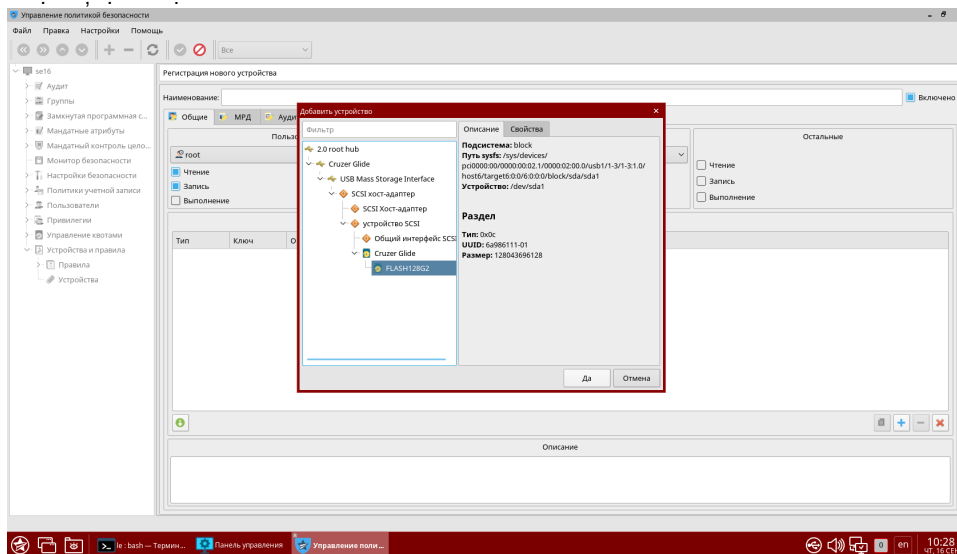 Управление политикой безопасности
Файл Правка Настройки Помощь
Все
se16
Аудит
Группы
Замкнутая программная с...
Мандатные атрибуты
Мандатный контроль цело...
Монитор безопасности
Настройки безопасности
Политики учетной записи
Пользователи
Привилегии
Управление квотами
Устройства и правила
Правила
Устройства
Регистрация нового устройства
Наименование:
Включено
Общие МРД Ауди
root
Чтение
Запись
Выполнение
Остальные
Чтение
Запись
Выполнение
Тип Ключ О
Добавить устройство
Фильтр
2.0 root hub
Cruzer Glide
USB Mass Storage Interface
SCSI хост-адаптер
SCSI Хост-адаптер
устройство SCSI
Общий интерфейс SCS
Cruzer Glide
FLASH128G2
Описание Свойства
Подсистема: block
Путь sysfs: /sys/devices/
pci0000:00/0000:00:02.1/0000:02:00.0/usb1/1-3/1-3:1.0/
host6/target6:0:0/6:0:0:0/block/sda/sda1
Устройство: /dev/sda1
Раздел
Тип: 0x0c
UUID: 6a986111-01
Размер: 128043696128
Да Отмена
Описание
le : bash — Термин... Панель управления Управление поли...
0 en 10:28
ЧТ, 16 СЕН